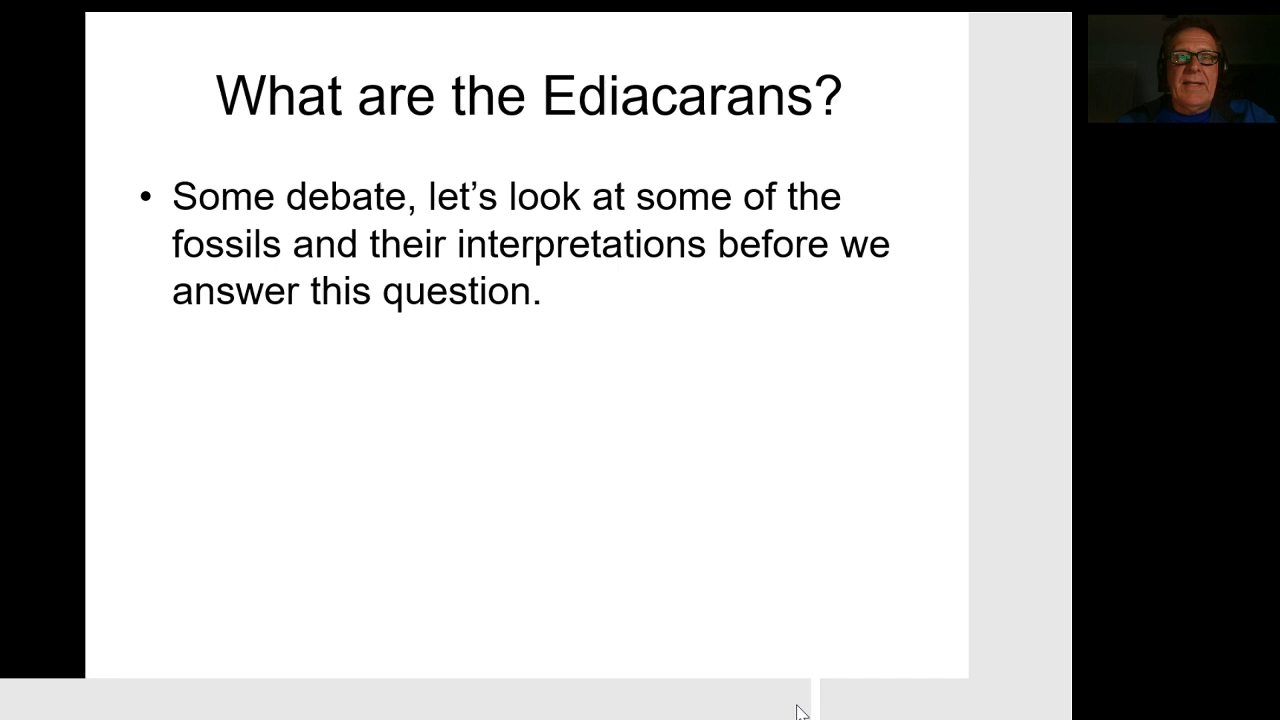 What are the Ediacarans?
• Some debate, let’s look at some of the
fossils and their interpretations before we
answer this question.